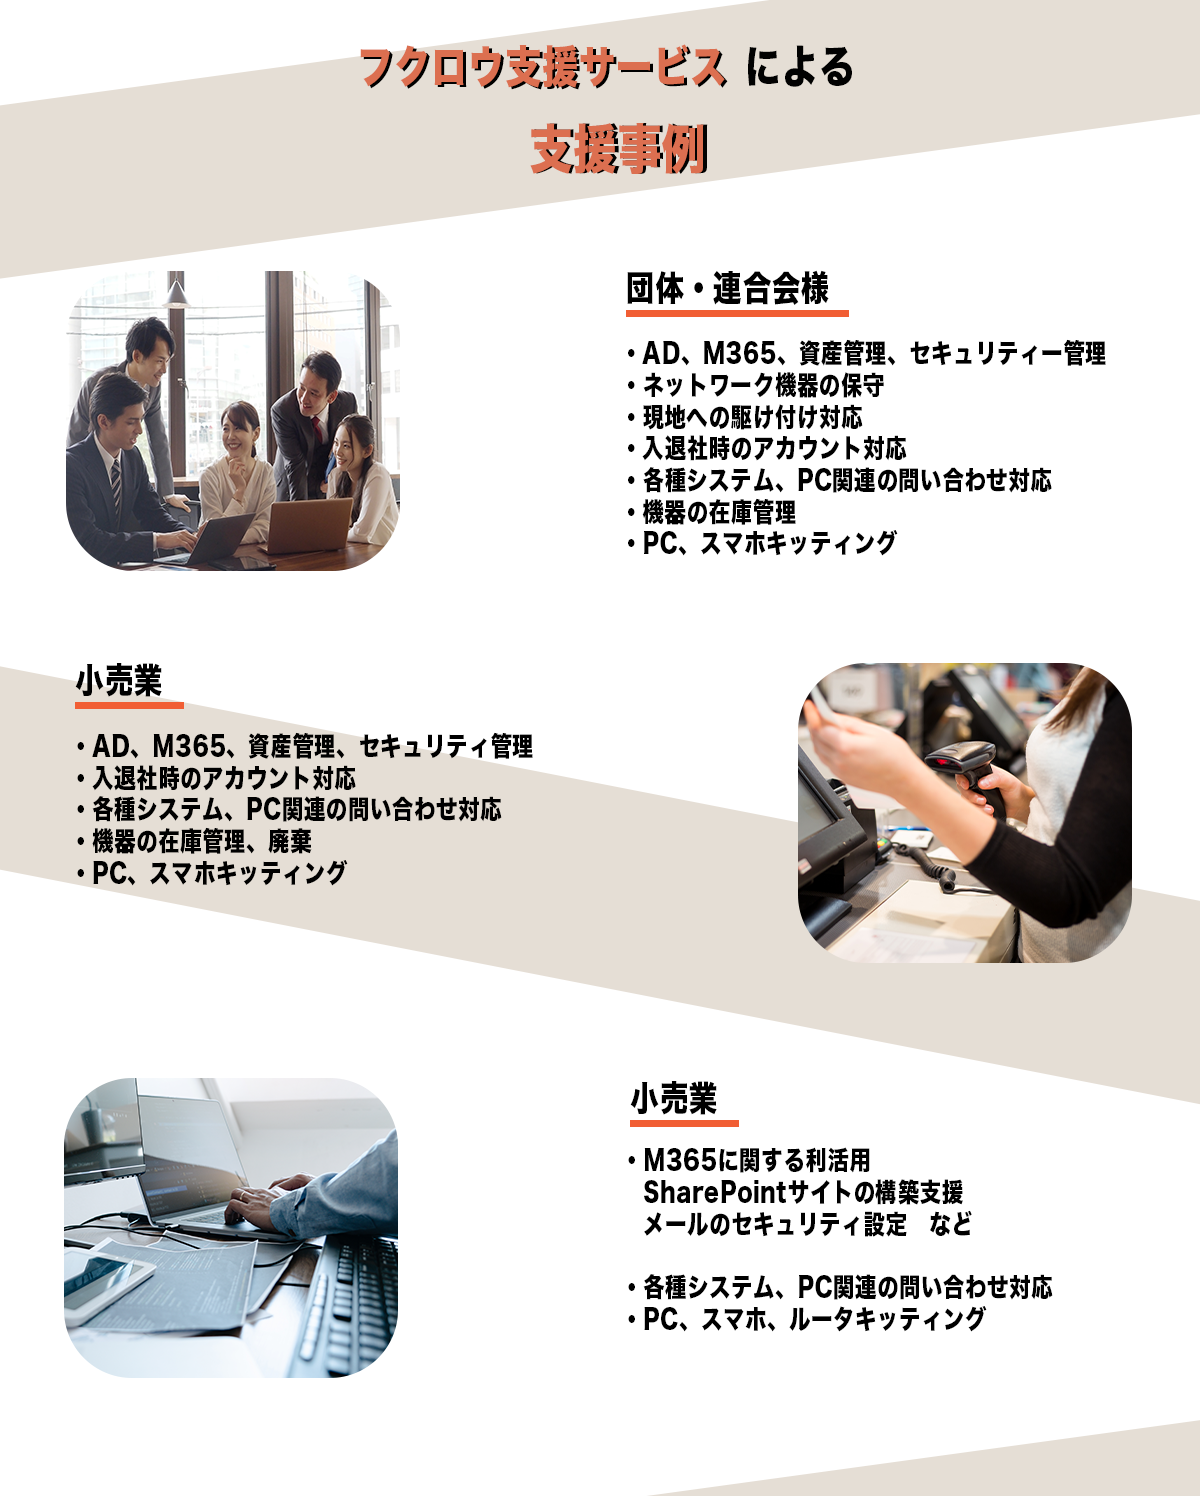 フクロウ支援サービス による
支援事例
団体・連合会様
・AD、M365、資産管理、セキュリティー管理
・ネットワーク機器の保守
・現地への駆け付け対応
・入退社時のアカウント対応
・各種システム、PC関連の問い合わせ対応
・機器の在庫管理
・PC、スマホキッティング
小売業
・AD、M365、資産管理、セキュリティ管理
・入退社時のアカウント対応
・各種システム、PC関連の問い合わせ対応
・機器の在庫管理、廃棄
・PC、スマホキッティング
小売業
・M365に関する利活用
SharePointサイトの構築支援
メールのセキュリティ設定　など
・各種システム、PC関連の問い合わせ対応
・PC、スマホ、ルータキッティング